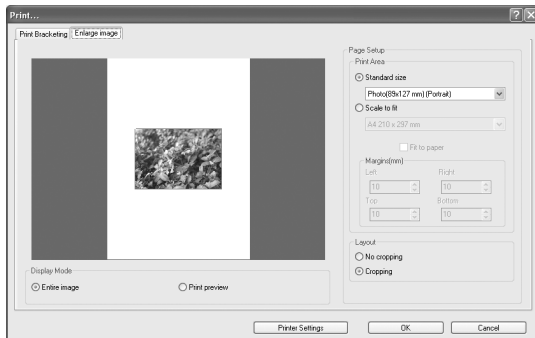 Print...
Print Bracketing
Enlarge image
Page Setup
Print Area
Standard size
Photo(89x127 mm) (Portrait)
Scale to fit
A4 210 x 297 mm
Fit to paper
Margins(mm)
Left Right
10 10
Top Bottom
10 10
Layout
No cropping
Cropping
Display Mode
Entire image Print preview
Printer Settings OK Cancel